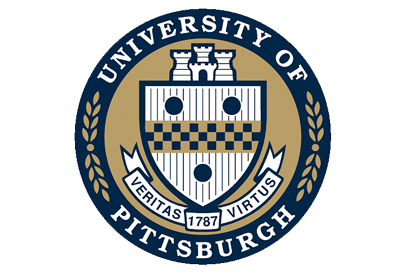 UNIVERSITY OF
PITTSBURGH
VERITAS 1787 VIRTUS